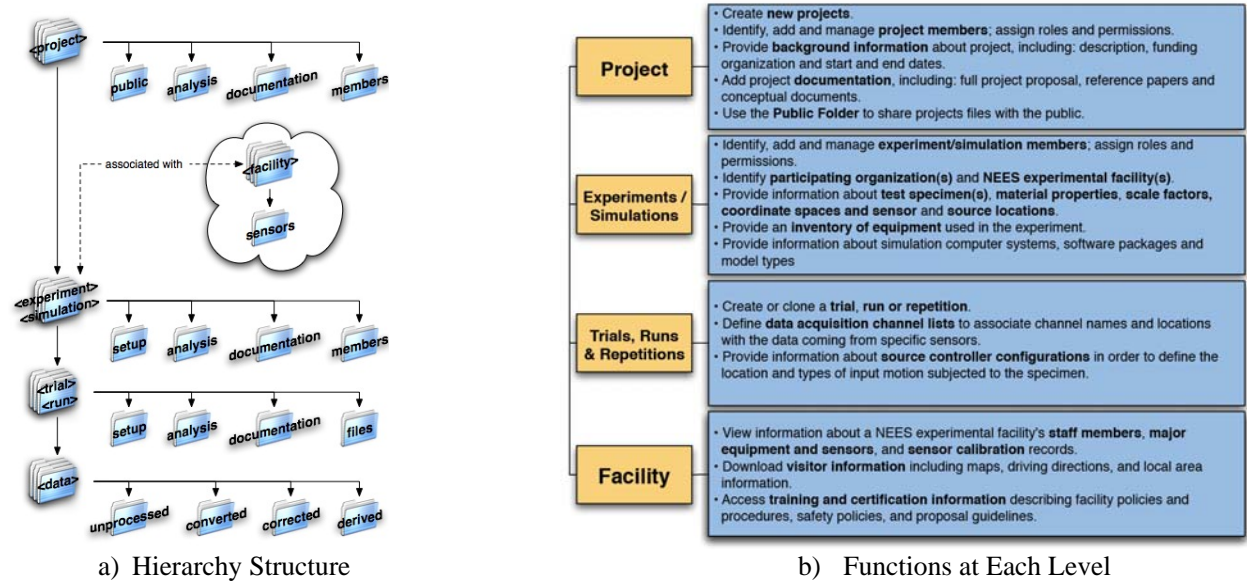 <project>
public
analysis
documentation
members
associated with
<facility>
sensors
<experiment>
<simulation>
setup
analysis
documentation
members
<trial>
<run>
setup
analysis
documentation
files
<data>
unprocessed
converted
corrected
derived
a) Hierarchy Structure
Project
• Create new projects.
• Identify, add and manage project members; assign roles and permissions.
• Provide background information about project, including: description, funding
organization and start and end dates.
• Add project documentation, including: full project proposal, reference papers and
conceptual documents.
• Use the Public Folder to share projects files with the public.
Experiments /
Simulations
• Identify, add and manage experiment/simulation members; assign roles and
permissions.
• Identify participating organization(s) and NEES experimental facility(s).
• Provide information about test specimen(s), material properties, scale factors,
coordinate spaces and sensor and source locations.
• Provide an inventory of equipment used in the experiment.
• Provide information about simulation computer systems, software packages and
model types
Trials, Runs
& Repetitions
• Create or clone a trial, run or repetition.
• Define data acquisition channel lists to associate channel names and locations
with the data coming from specific sensors.
• Provide information about source controller configurations in order to define the
location and types of input motion subjected to the specimen.
Facility
• View information about a NEES experimental facility's staff members, major
equipment and sensors, and sensor calibration records.
• Download visitor information including maps, driving directions, and local area
information.
• Access training and certification information describing facility policies and
procedures, safety policies, and proposal guidelines.
b) Functions at Each Level